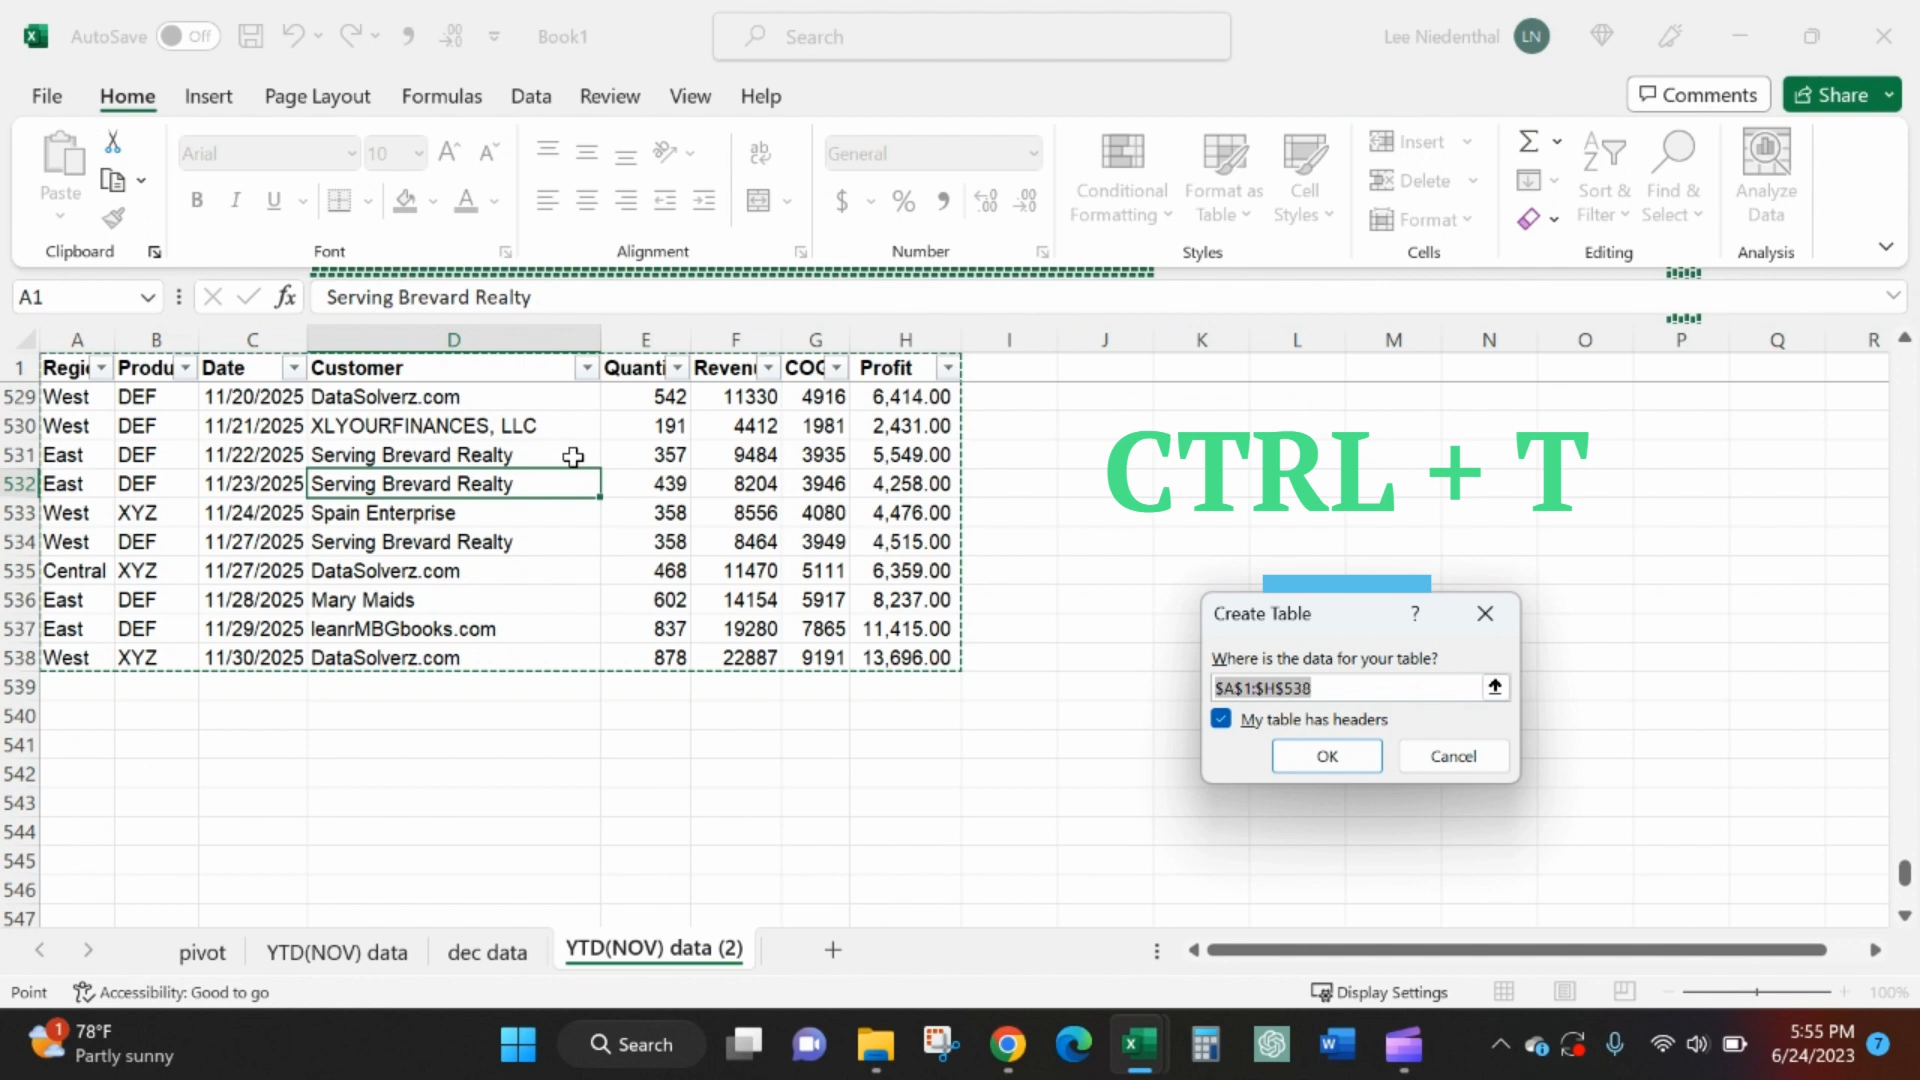 AutoSave Off Book1 Search Lee Niedenthal LN
File Home Insert Page Layout Formulas Data Review View Help Comments Share
Arial 10 General
Insert
Delete
Format
Paste
B I U
$ % 
Conditional Formatting
Format as Table
Cell Styles
Sort & Filter
Find & Select
Analyze Data
Clipboard Font Alignment Number Styles Cells Editing Analysis
A1 fx Serving Brevard Realty
A B C D E F G H I J K L M N O P Q R
1 Regi Produ Date Customer Quanti Reven COG Profit
529 West DEF 11/20/2025 DataSolverz.com 542 11330 4916 6,414.00
530 West DEF 11/21/2025 XLYOURFINANCES, LLC 191 4412 1981 2,431.00
531 East DEF 11/22/2025 Serving Brevard Realty 357 9484 3935 5,549.00
532 East DEF 11/23/2025 Serving Brevard Realty 439 8204 3946 4,258.00
533 West XYZ 11/24/2025 Spain Enterprise 358 8556 4080 4,476.00
534 West DEF 11/27/2025 Serving Brevard Realty 358 8464 3949 4,515.00
535 Central XYZ 11/27/2025 DataSolverz.com 468 11470 5111 6,359.00
536 East DEF 11/28/2025 Mary Maids 602 14154 5917 8,237.00
537 East DEF 11/29/2025 leanrMBGbooks.com 837 19280 7865 11,415.00
538 West XYZ 11/30/2025 DataSolverz.com 878 22887 9191 13,696.00
539
540
541
542
543
544
545
546
547
CTRL + T
Create Table ?
Where is the data for your table?
$A$1:$H$538
My table has headers
OK Cancel
pivot YTD(NOV) data dec data YTD(NOV) data (2)
Point Accessibility: Good to go Display Settings 100%
1 78°F
Partly sunny
Search
5:55 PM
6/24/2023 7